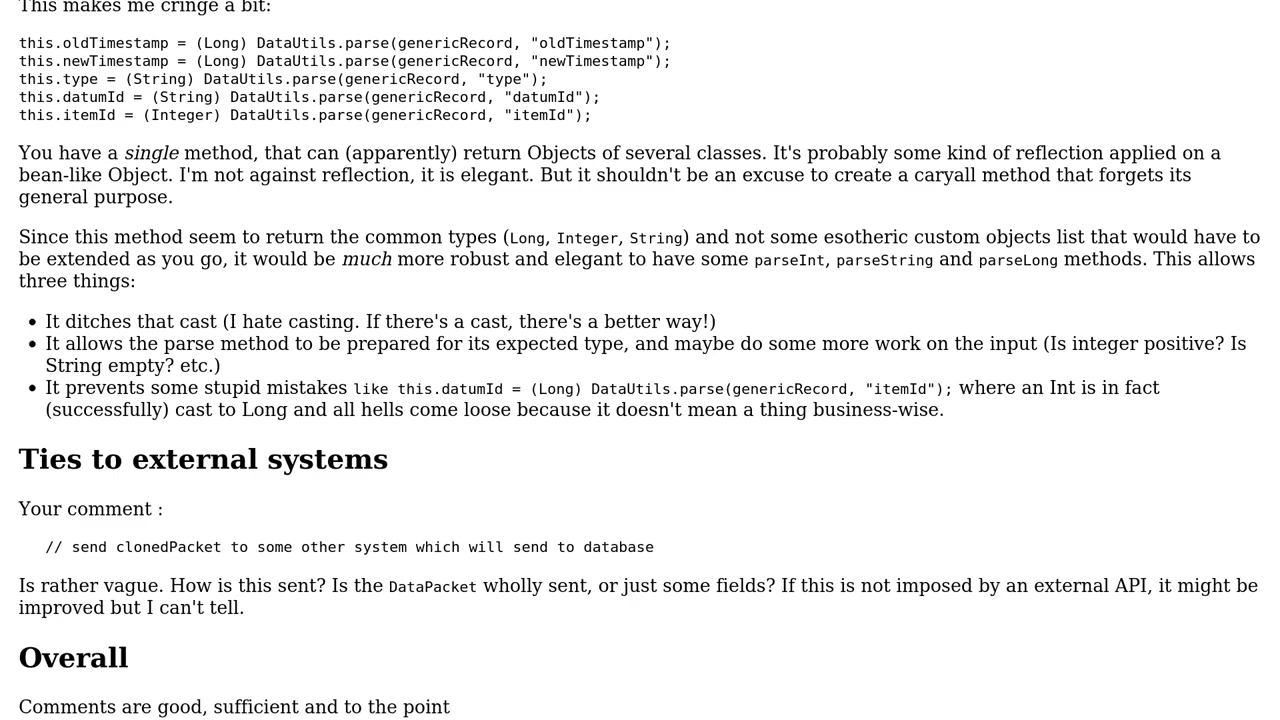 This makes me cringe a bit:
this.oldTimestamp = (Long) DataUtils.parse(genericRecord, "oldTimestamp");
this.newTimestamp = (Long) DataUtils.parse(genericRecord, "newTimestamp");
this.type = (String) DataUtils.parse(genericRecord, "type");
this.datumId = (String) DataUtils.parse(genericRecord, "datumId");
this.itemId = (Integer) DataUtils.parse(genericRecord, "itemId");
You have a single method, that can (apparently) return Objects of several classes. It's probably some kind of reflection applied on a
bean-like Object. I'm not against reflection, it is elegant. But it shouldn't be an excuse to create a caryall method that forgets its
general purpose.
Since this method seem to return the common types (Long, Integer, String) and not some esotheric custom objects list that would have to
be extended as you go, it would be much more robust and elegant to have some parseInt, parseString and parseLong methods. This allows
three things:
• It ditches that cast (I hate casting. If there's a cast, there's a better way!)
• It allows the parse method to be prepared for its expected type, and maybe do some more work on the input (Is integer positive? Is
String empty? etc.)
• It prevents some stupid mistakes like this.datumId = (Long) DataUtils.parse(genericRecord, "itemId"); where an Int is in fact
(successfully) cast to Long and all hells come loose because it doesn't mean a thing business-wise.
Ties to external systems
Your comment :
// send clonedPacket to some other system which will send to database
Is rather vague. How is this sent? Is the DataPacket wholly sent, or just some fields? If this is not imposed by an external API, it might be
improved but I can't tell.
Overall
Comments are good, sufficient and to the point